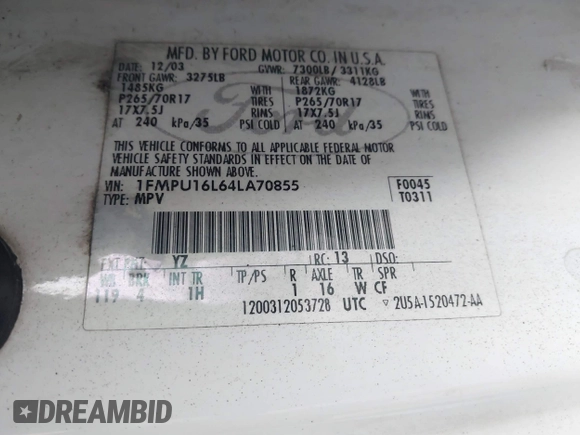 MFD. BY FORD MOTOR CO. IN U.S.A.
DATE: 12/03 GVWR: 7300LB/ 3311KG
FRONT GAWR: 3275LB REAR GAWR: 4128LB
1485KG WITH 1872KG WITH
P265/70R17 TIRES P265/70R17 TIRES
17X7.5J RIMS 17X7.5J RIMS
AT 240 kPa/35 PSI COLD AT 240 kPa/35 PSI COLD
Ford
THIS VEHICLE CONFORMS TO ALL APPLICABLE FEDERAL MOTOR
VEHICLE SAFETY STANDARDS IN EFFECT ON THE DATE OF
MANUFACTURE SHOWN ABOVE.
VIN: 1FMPU16L64LA70855 F0045
TYPE: MPV T0311
EXT PNT: YZ RC: 13 DSO:
WB BRK INT TR TP/PS R AXLE TR SPR
119 4 1H 1 16 W CF
1200312053728 UTC ▽ 2U5A-1520472-AA
DREAMBID